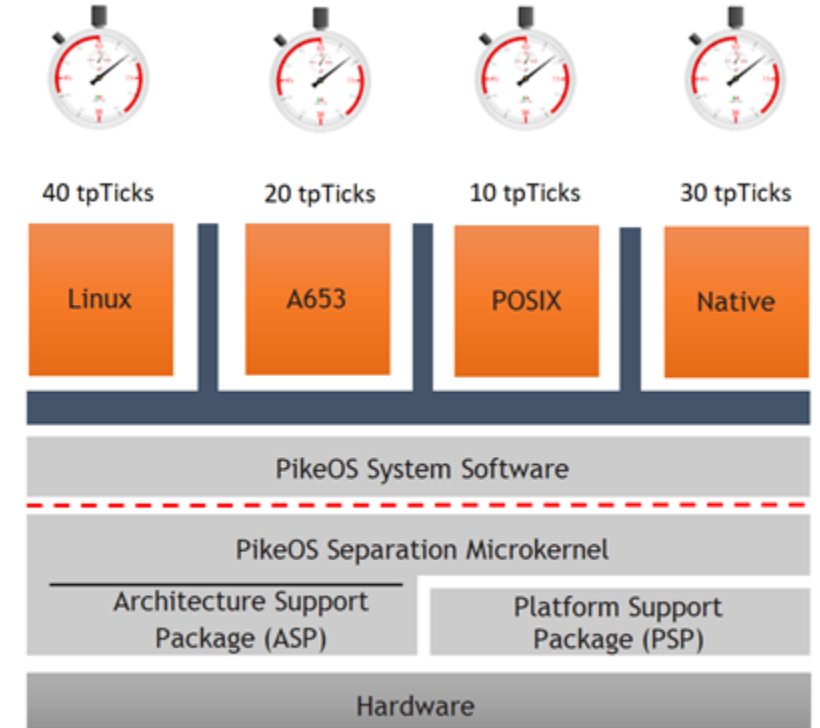 40 tpTicks
20 tpTicks
10 tpTicks
30 tpTicks
Linux
A653
POSIX
Native
PikeOS System Software
PikeOS Separation Microkernel
Architecture Support
Package (ASP)
Platform Support
Package (PSP)
Hardware